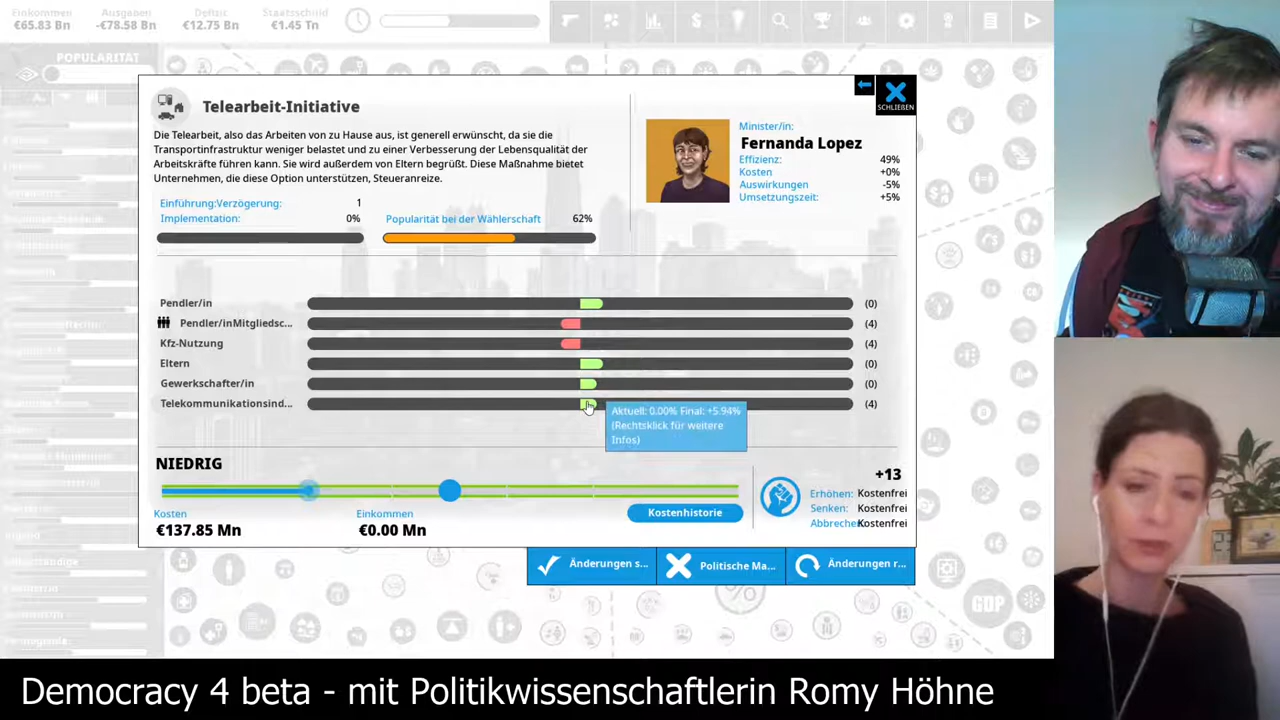 Einkommen Ausgaben Defizit Staatsschuld
€65.83 Bn -€78.58 Bn €12.75 Bn €1.45 Tn
POPULARITÄT
Telearbeit-Initiative
Die Telearbeit, also das Arbeiten von zu Hause aus, ist generell erwünscht, da sie die
Transportinfrastruktur weniger belastet und zu einer Verbesserung der Lebensqualität der
Arbeitskräfte führen kann. Sie wird außerdem von Eltern begrüßt. Diese Maßnahme bietet
Unternehmen, die diese Option unterstützen, Steueranreize.
Einführung:Verzögerung: 1
Implementation: 0%
Popularität bei der Wählerschaft 62%
SCHLIEßEN
Minister/in:
Fernanda Lopez
Effizienz: 49%
Kosten +0%
Auswirkungen -5%
Umsetzungszeit: +5%
Pendler/in (0)
Pendler/inMitgliedsc... (4)
Kfz-Nutzung (4)
Eltern (0)
Gewerkschafter/in (0)
Telekommunikationsind... (4)
Aktuell: 0.00% Final: +5.94%
(Rechtsklick für weitere
Infos)
NIEDRIG
Kosten
€137.85 Mn
Einkommen
€0.00 Mn
Kostenhistorie
+13
Erhöhen: Kostenfrei
Senken: Kostenfrei
Abbreche Kostenfrei
Änderungen s... Politische Ma... Änderungen r...
GDP
Democracy 4 beta - mit Politikwissenschaftlerin Romy Höhne